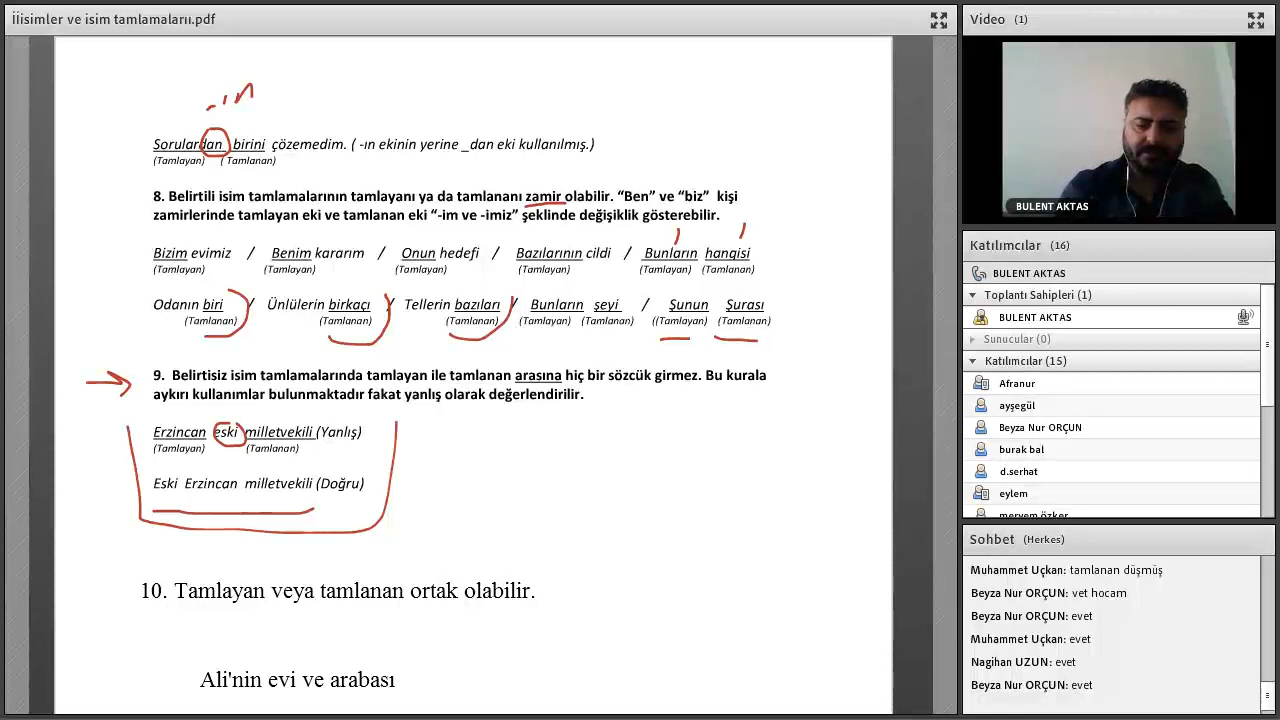 İİisimler ve isim tamlamalarıı.pdf
-ın
Sorulardan birini çözemedim. ( -ın ekinin yerine _dan eki kullanılmış.)
(Tamlayan) ( Tamlanan)
8. Belirtili isim tamlamalarının tamlayanı ya da tamlananı zamir olabilir. “Ben” ve “biz” kişi
zamirlerinde tamlayan eki ve tamlanan eki “-im ve -imiz” şeklinde değişiklik gösterebilir.
Bizim evimiz / Benim kararım / Onun hedefi / Bazılarının cildi / Bunların hangisi
(Tamlayan) (Tamlayan) (Tamlayan) (Tamlayan) (Tamlayan) (Tamlanan)
Odanın biri / Ünlülerin birkaçı / Tellerin bazıları / Bunların şeyi / Şunun Şurası
(Tamlanan) (Tamlanan) (Tamlanan) (Tamlayan) (Tamlanan) ((Tamlayan) (Tamlanan)
9. Belirtisiz isim tamlamalarında tamlayan ile tamlanan arasına hiç bir sözcük girmez. Bu kurala
aykırı kullanımlar bulunmaktadır fakat yanlış olarak değerlendirilir.
Erzincan eski milletvekili (Yanlış)
(Tamlayan) (Tamlanan)
Eski Erzincan milletvekili (Doğru)
10. Tamlayan veya tamlanan ortak olabilir.
Ali'nin evi ve arabası
Video (1)
BULENT AKTAS
Katılımcılar (16)
BULENT AKTAS
Toplantı Sahipleri (1)
BULENT AKTAS
Sunucular (0)
Katılımcılar (15)
Afranur
ayşegül
Beyza Nur ORÇUN
burak bal
d.serhat
eylem
meryem özker
Sohbet (Herkes)
Muhammet Uçkan: tamlanan düşmüş
Beyza Nur ORÇUN: vet hocam
Beyza Nur ORÇUN: evet
Muhammet Uçkan: evet
Nagihan UZUN: evet
Beyza Nur ORÇUN: evet